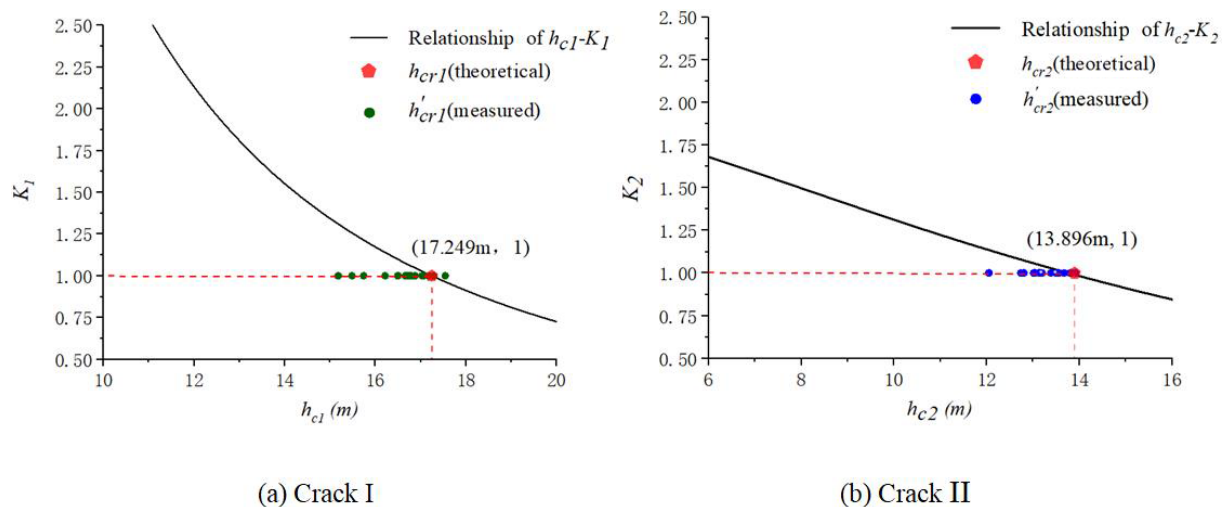 2.50
2.25
2.00
1.75
1.50
1.25
1.00
0.75
0.50
K1
10 12 14 16 18 20
hc1 (m)
Relationship of hc1-K1
hcr1(theoretical)
h'cr1(measured)
(17.249m, 1)
(a) Crack I
2.50
2.25
2.00
1.75
1.50
1.25
1.00
0.75
0.50
K2
6 8 10 12 14 16
hc2 (m)
Relationship of hc2-K2
hcr2(theoretical)
h'cr2(measured)
(13.896m, 1)
(b) Crack II